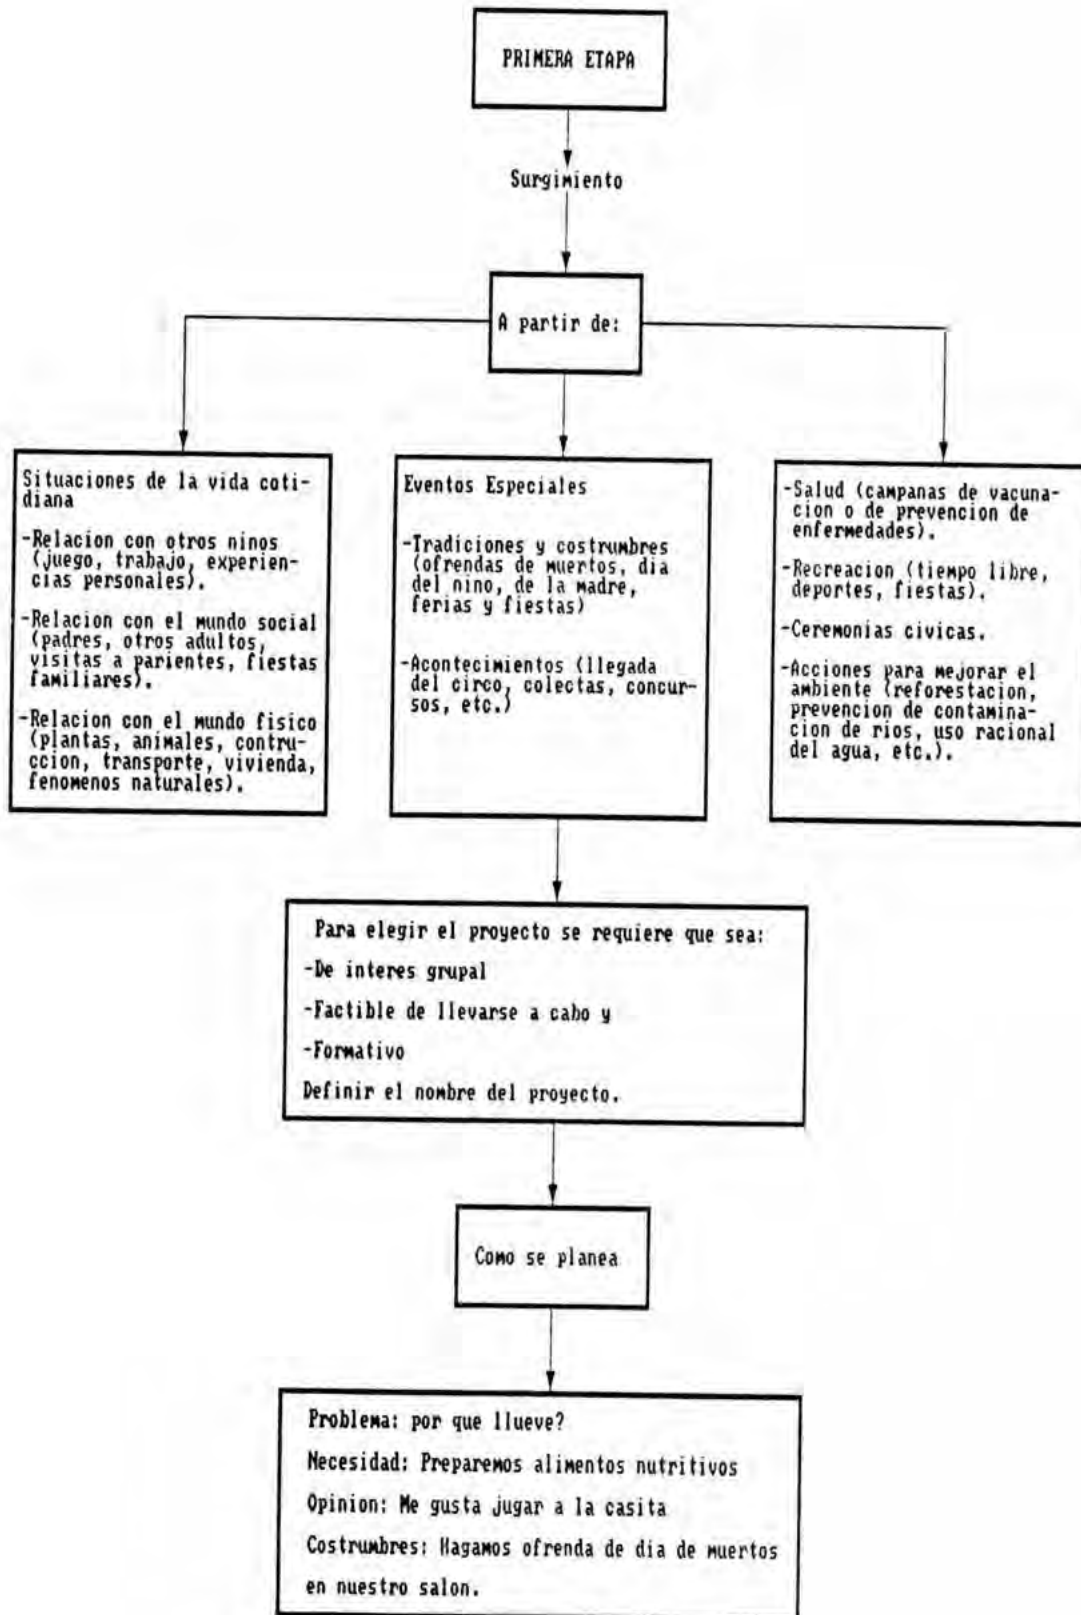 PRIMERA ETAPA
Surgimiento
A partir de:
Situaciones de la vida coti-
diana
-Relacion con otros ninos
(juego, trabajo, experien-
cias personales).
-Relacion con el mundo social
(padres, otros adultos,
visitas a parientes, fiestas
familiares).
-Relacion con el mundo fisico
(plantas, animales, contru-
ccion, transporte, vivienda,
fenomenos naturales).
Eventos Especiales
-Tradiciones y costrumbres
(ofrendas de muertos, dia
del nino, de la madre,
ferias y fiestas)
-Acontecimientos (llegada
del circo, colectas, concur-
sos, etc.)
-Salud (campanas de vacuna-
cion o de prevencion de
enfermedades).
-Recreacion (tiempo libre,
deportes, fiestas).
-Ceremonias civicas.
-Acciones para mejorar el
ambiente (reforestacion,
prevencion de contamina-
cion de rios, uso racional
del agua, etc.).
Para elegir el proyecto se requiere que sea:
-De interes grupal
-Factible de llevarse a cabo y
-Formativo
Definir el nombre del proyecto.
Como se planea
Problema: por que llueve?
Necesidad: Preparemos alimentos nutritivos
Opinion: Me gusta jugar a la casita
Costrumbres: Hagamos ofrenda de dia de muertos
en nuestro salon.